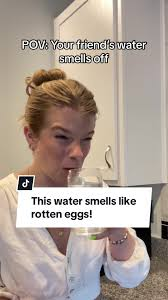 POV: Your friend's water
smells off
This water smells like
rotten eggs!